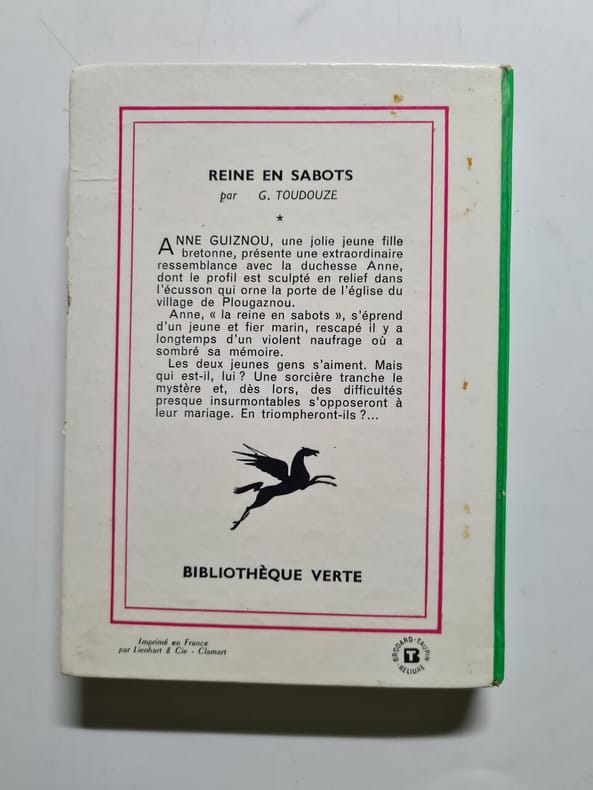 REINE EN SABOTS
par G. TOUDOUZE
*
ANNE GUIZNOU, une jolie jeune fille
bretonne, présente une extraordinaire
ressemblance avec la duchesse Anne,
dont le profil est sculpté en relief dans
l'écusson qui orne la porte de l'église du
village de Plougaznou.
Anne, « la reine en sabots », s'éprend
d'un jeune et fier marin, rescapé il y a
longtemps d'un violent naufrage où a
sombré sa mémoire.
Les deux jeunes gens s'aiment. Mais
qui est-il, lui ? Une sorcière tranche le
mystère et, dès lors, des difficultés
presque insurmontables s'opposeront à
leur mariage. En triompheront-ils ?...
BIBLIOTHÈQUE VERTE
Imprimé en France
par Lienhart & Cie - Clamart
BRODARD-TAUPIN
RELIURE